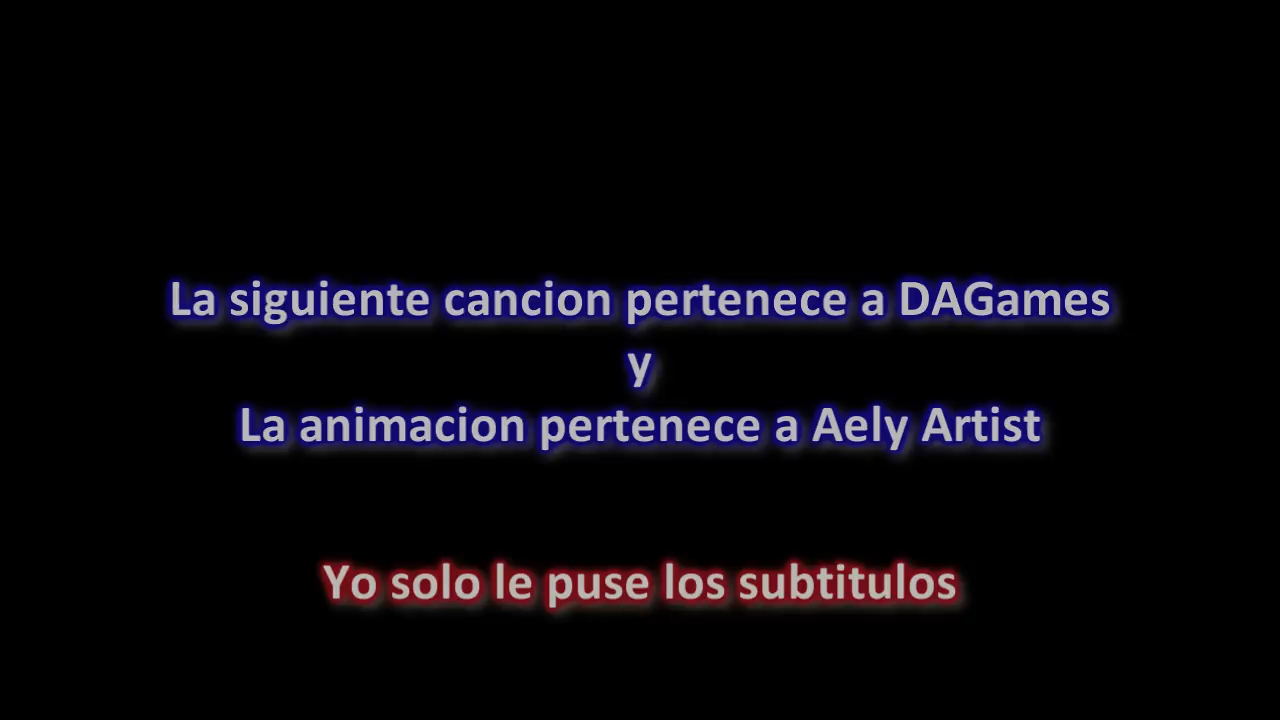 La siguiente cancion pertenece a DAGames
y
La animacion pertenece a Aely Artist
Yo solo le puse los subtitulos